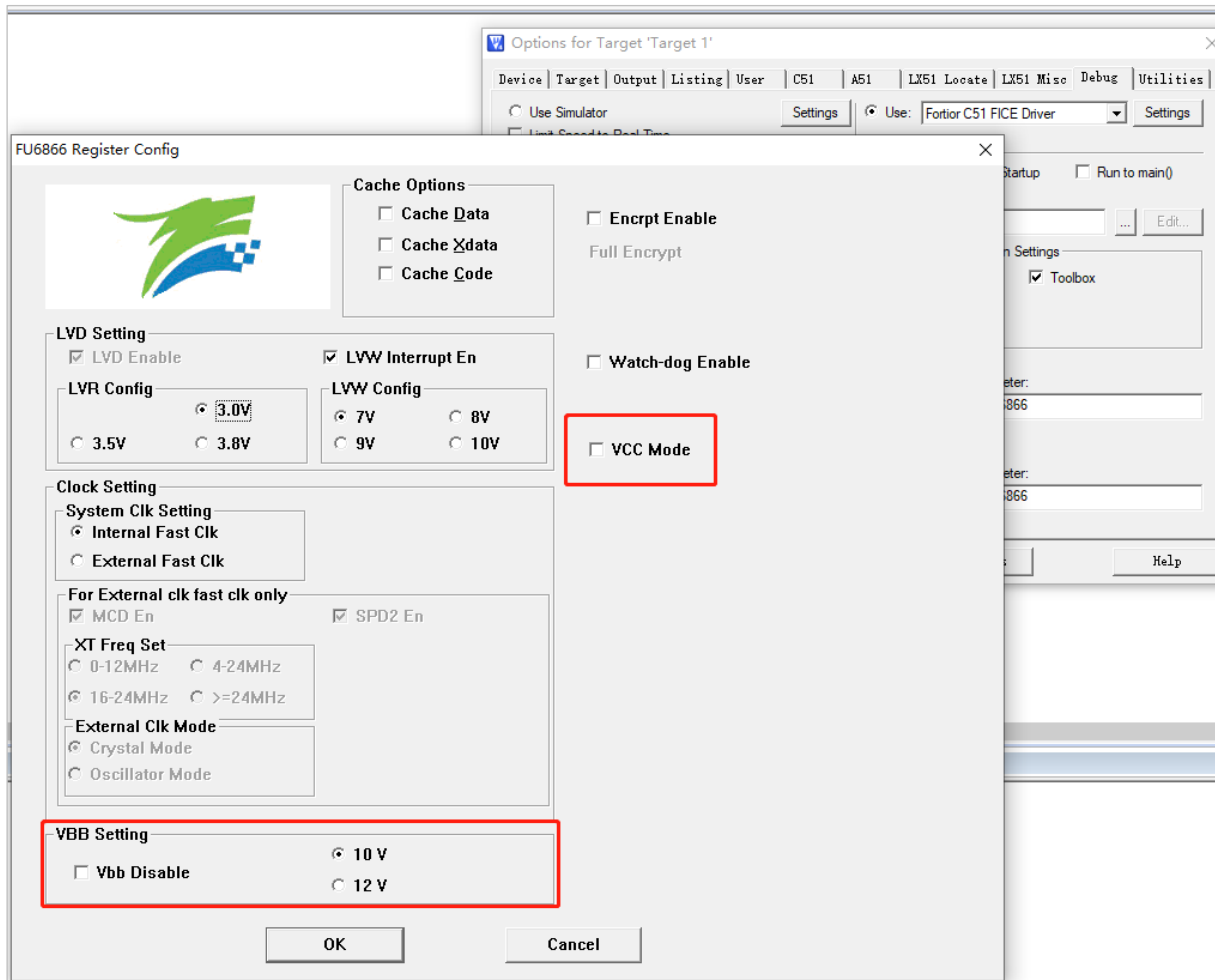 Options for Target 'Target 1'
Device Target Output Listing User C51 A51 LX51 Locate LX51 Misc Debug Utilities
Use Simulator Settings Use: Fortior C51 FICE Driver Settings
FU6866 Register Config
Startup Run to main()
... Edit...
n Settings
Toolbox
eter:
6866
eter:
6866
Help
Cache Options
Cache Data
Cache Xdata
Cache Code
Encrpt Enable
Full Encrypt
LVD Setting
LVD Enable LVW Interrupt En
Watch-dog Enable
LVR Config
3.0V
3.5V 3.8V
LVW Config
7V 8V
9V 10V
VCC Mode
Clock Setting
System Clk Setting
Internal Fast Clk
External Fast Clk
For External clk fast clk only
MCD En SPD2 En
XT Freq Set
0-12MHz 4-24MHz
16-24MHz >=24MHz
External Clk Mode
Crystal Mode
Oscillator Mode
VBB Setting
Vbb Disable
10 V
12 V
OK Cancel